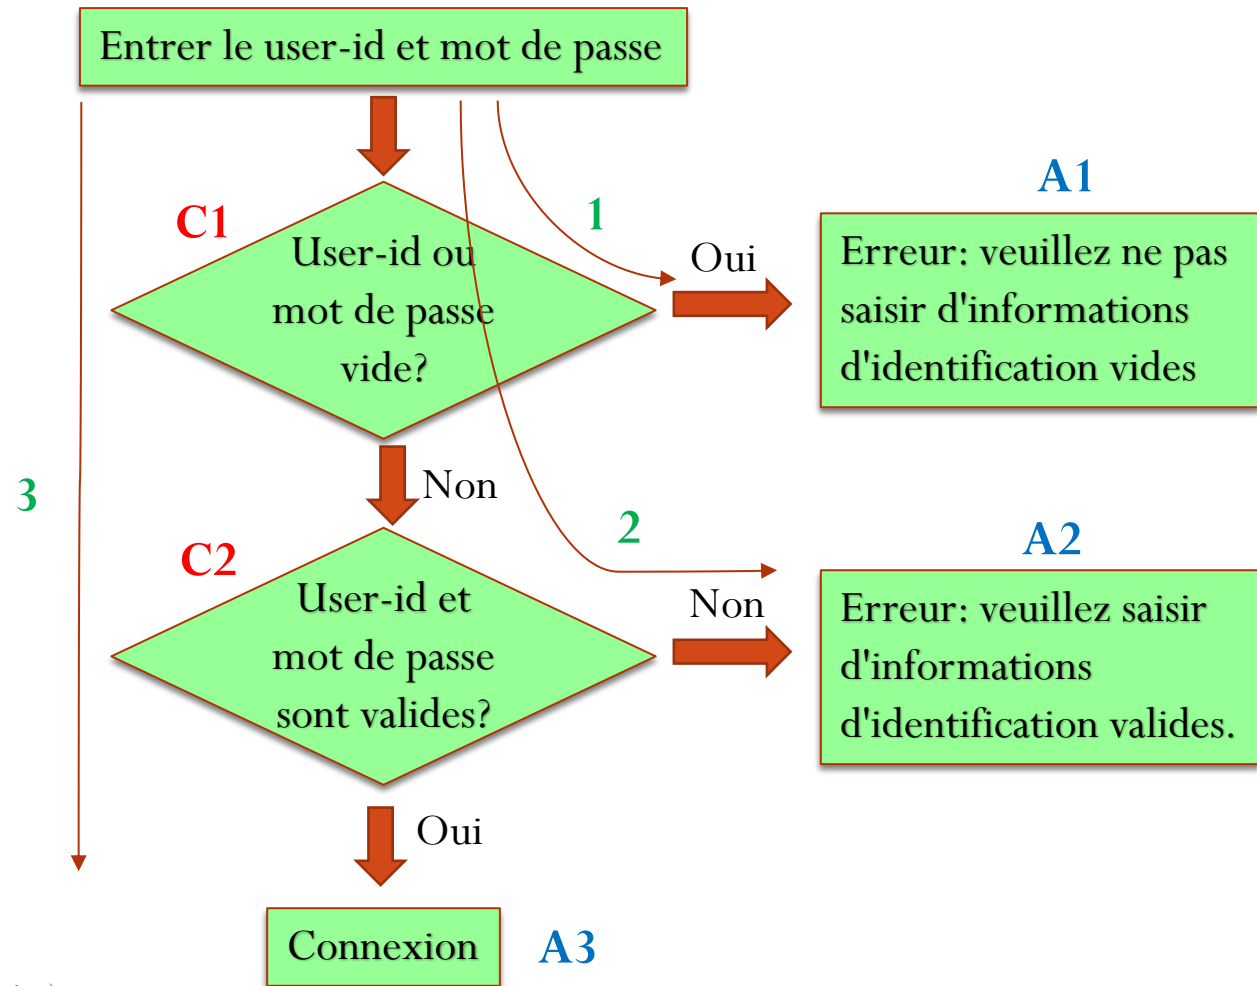 Entrer le user-id et mot de passe
A1
C1
1
User-id ou
mot de passe
vide?
Oui
Erreur: veuillez ne pas
saisir d'informations
d'identification vides
3
Non
2
A2
C2
User-id et
mot de passe
sont valides?
Non
Erreur: veuillez saisir
d'informations
d'identification valides.
Oui
Connexion
A3